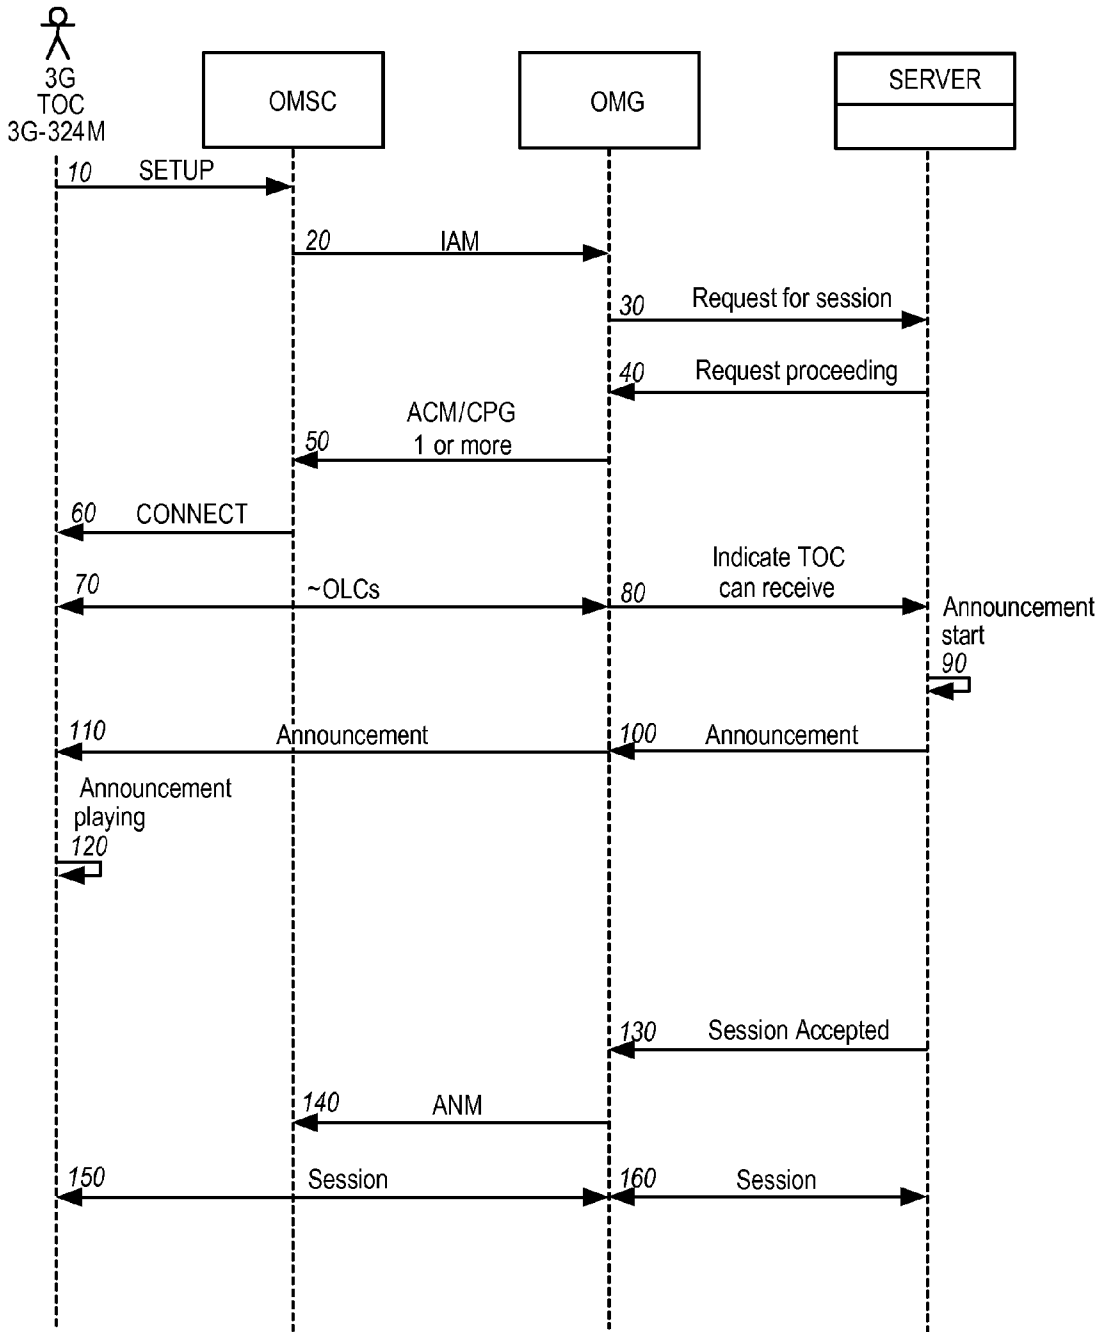 3G
TOC
3G-324M
OMSC
OMG
SERVER
10 SETUP
20 IAM
30 Request for session
40 Request proceeding
ACM/CPG
50 1 or more
60 CONNECT
70 ~OLCs
Indicate TOC
80 can receive
Announcement
start
90
110 Announcement
100 Announcement
Announcement
playing
120
130 Session Accepted
140 ANM
150 Session
160 Session